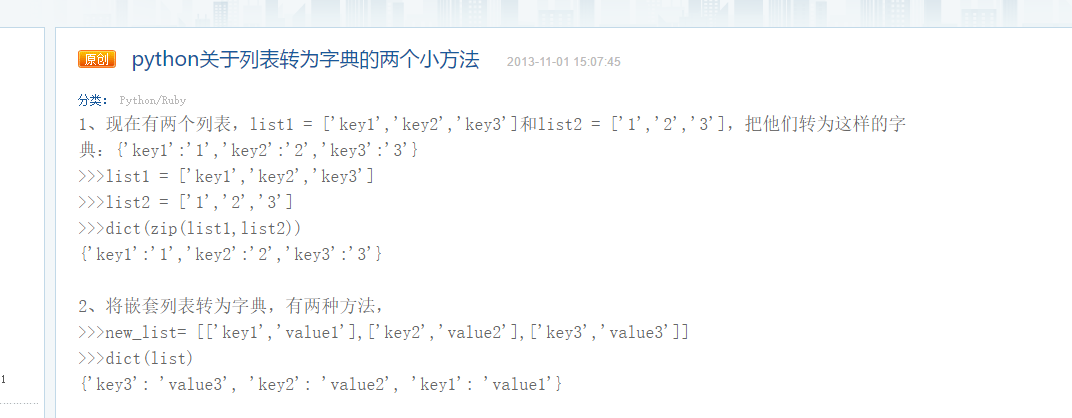 原创 python关于列表转为字典的两个小方法 2013-11-01 15:07:45
分类： Python/Ruby
1、现在有两个列表，list1 = ['key1','key2','key3']和list2 = ['1','2','3']，把他们转为这样的字
典：{'key1':'1','key2':'2','key3':'3'}
>>>list1 = ['key1','key2','key3']
>>>list2 = ['1','2','3']
>>>dict(zip(list1,list2))
{'key1':'1','key2':'2','key3':'3'}
2、将嵌套列表转为字典，有两种方法，
>>>new_list= [['key1','value1'],['key2','value2'],['key3','value3']]
>>>dict(list)
{'key3': 'value3', 'key2': 'value2', 'key1': 'value1'}
1